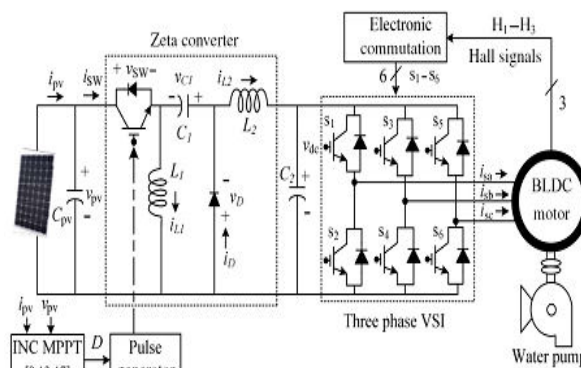 Electronic
commutation
H1–H3
Hall signals
Zeta converter
6
s1–s6
3
ipv
iSW
+ vSW –
vC1
– +
C1
iL2
L2
s1
s3
s5
vdc
isa
isb
isc
BLDC
motor
+
vpv
–
Cpv
L1
iL1
–
vD
+
iD
C2
+
–
s2
s4
s6
Three phase VSI
Water pump
ipv
vpv
INC MPPT
D
Pulse
generator